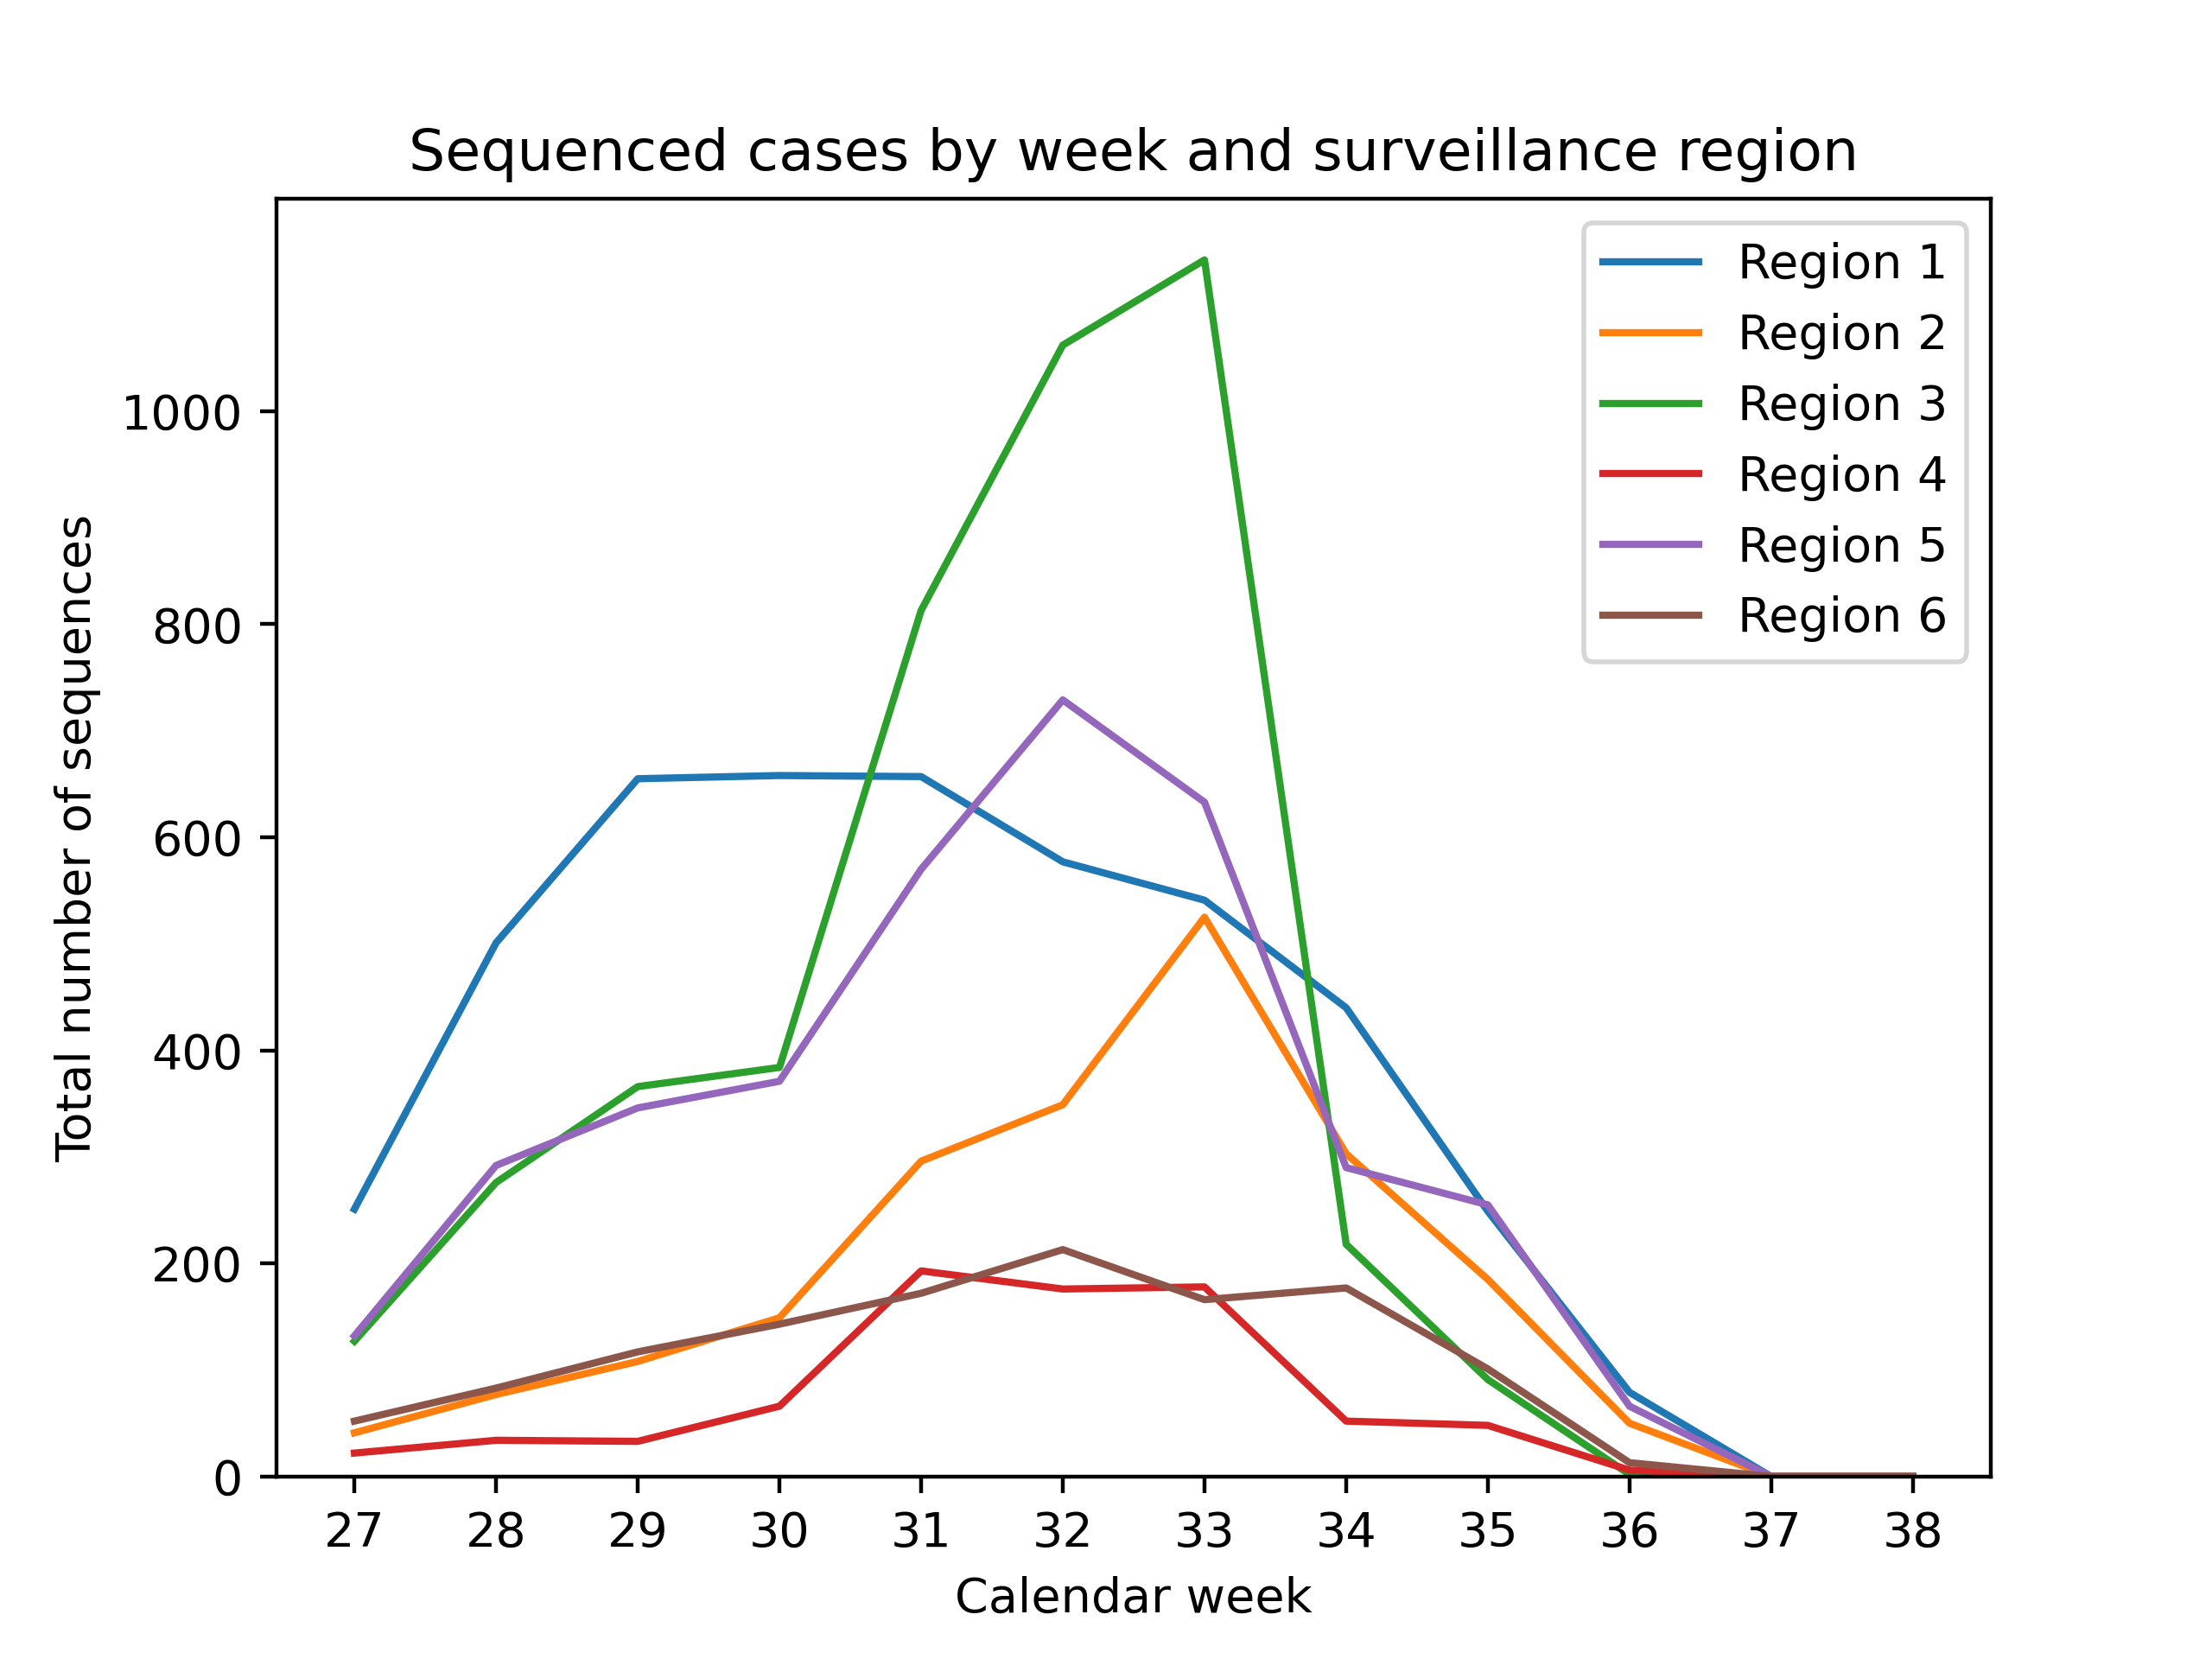 Sequenced cases by week and surveillance region
Region 1
Region 2
Region 3
Region 4
Region 5
Region 6
Total number of sequences
1000
800
600
400
200
0
27 28 29 30 31 32 33 34 35 36 37 38
Calendar week